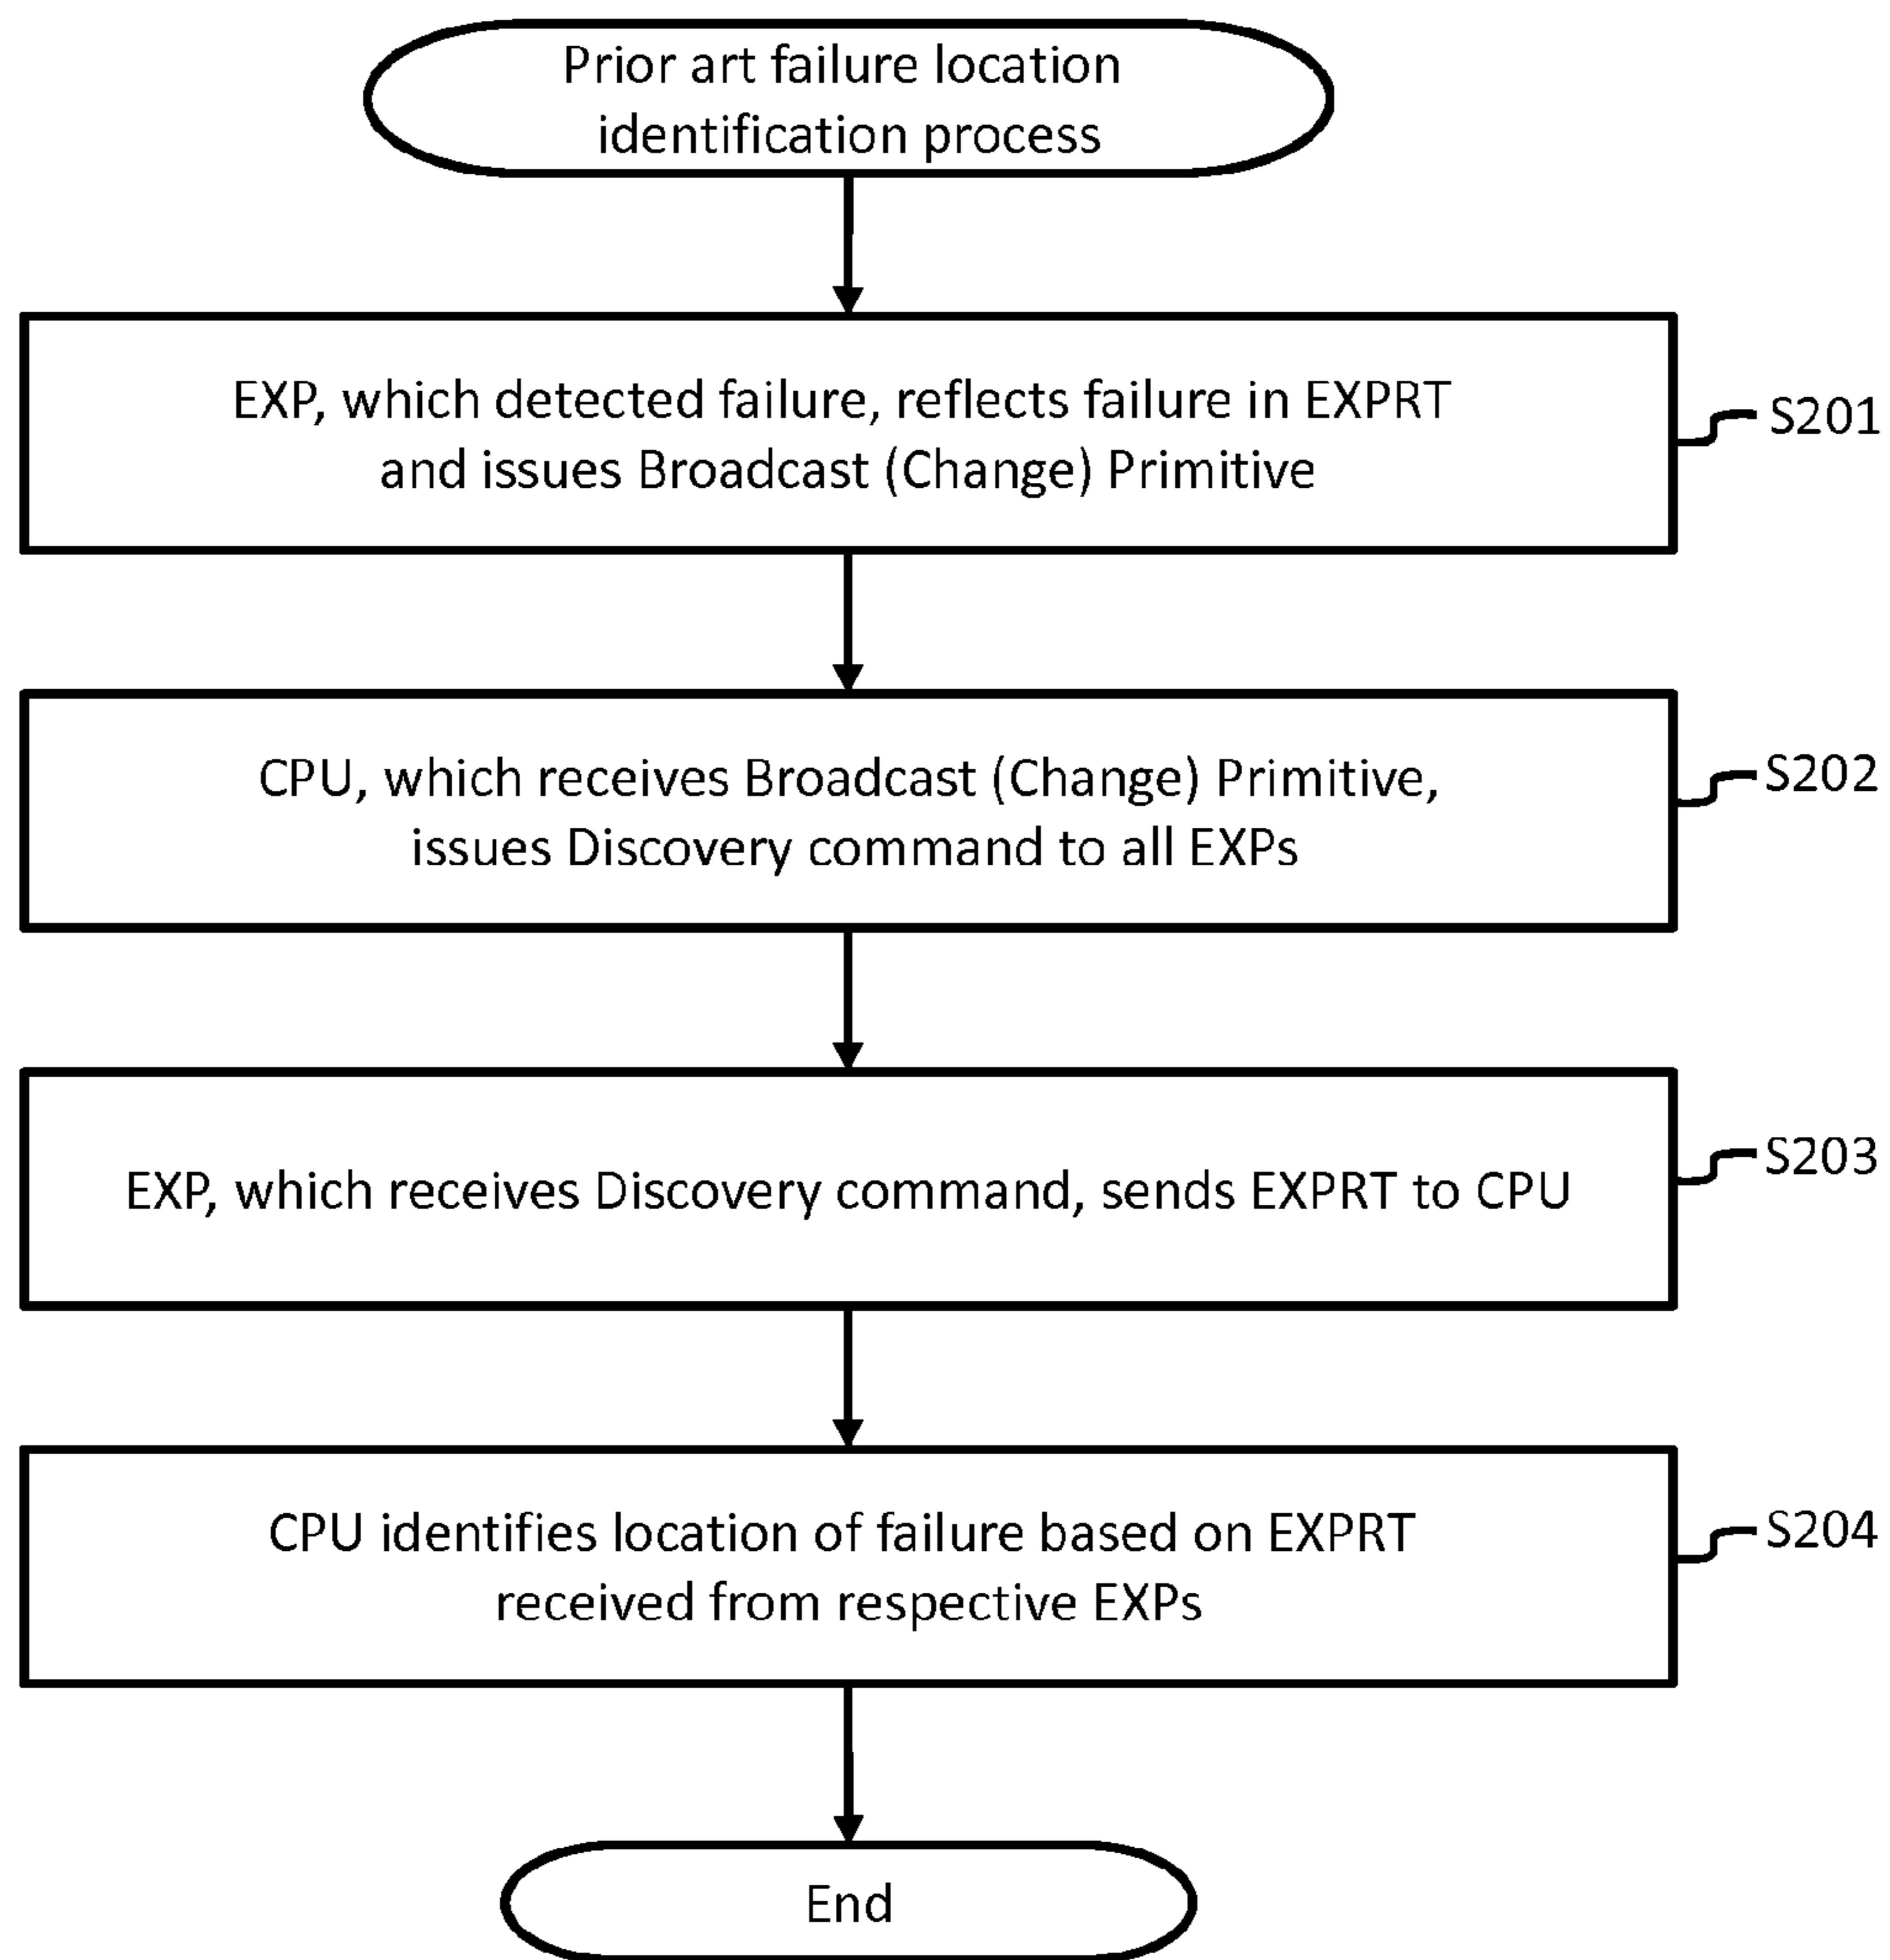 Prior art failure location
identification process
EXP, which detected failure, reflects failure in EXPRT
and issues Broadcast (Change) Primitive
S201
CPU, which receives Broadcast (Change) Primitive,
issues Discovery command to all EXPs
S202
EXP, which receives Discovery command, sends EXPRT to CPU
S203
CPU identifies location of failure based on EXPRT
received from respective EXPs
S204
End